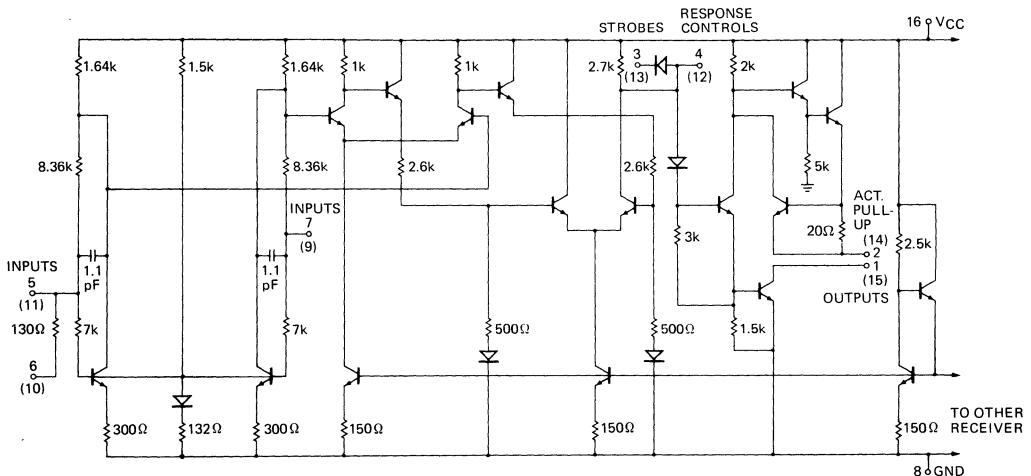 STROBES
RESPONSE CONTROLS
16 VCC
1.64k
1.5k
1.64k
1k
1k
2.7k
3
(13)
4
(12)
2k
8.36k
8.36k
2.6k
2.6k
5k
INPUTS
7
(9)
3k
20Ω
ACT. PULL-UP
(14)
2
1
(15)
2.5k
OUTPUTS
1.1 pF
1.1 pF
INPUTS
5
(11)
130Ω
7k
7k
500Ω
500Ω
1.5k
6
(10)
300Ω
132Ω
300Ω
150Ω
150Ω
150Ω
TO OTHER RECEIVER
8 GND